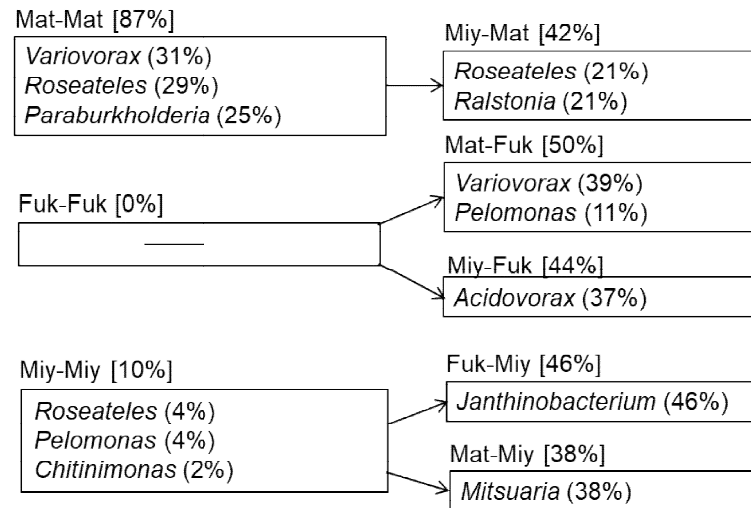 Mat-Mat [87%]
Variovorax (31%)
Roseateles (29%)
Paraburkholderia (25%)
Miy-Mat [42%]
Roseateles (21%)
Ralstonia (21%)
Fuk-Fuk [0%]
Mat-Fuk [50%]
Variovorax (39%)
Pelomonas (11%)
Miy-Fuk [44%]
Acidovorax (37%)
Miy-Miy [10%]
Roseateles (4%)
Pelomonas (4%)
Chitinimonas (2%)
Fuk-Miy [46%]
Janthinobacterium (46%)
Mat-Miy [38%]
Mitsuaria (38%)